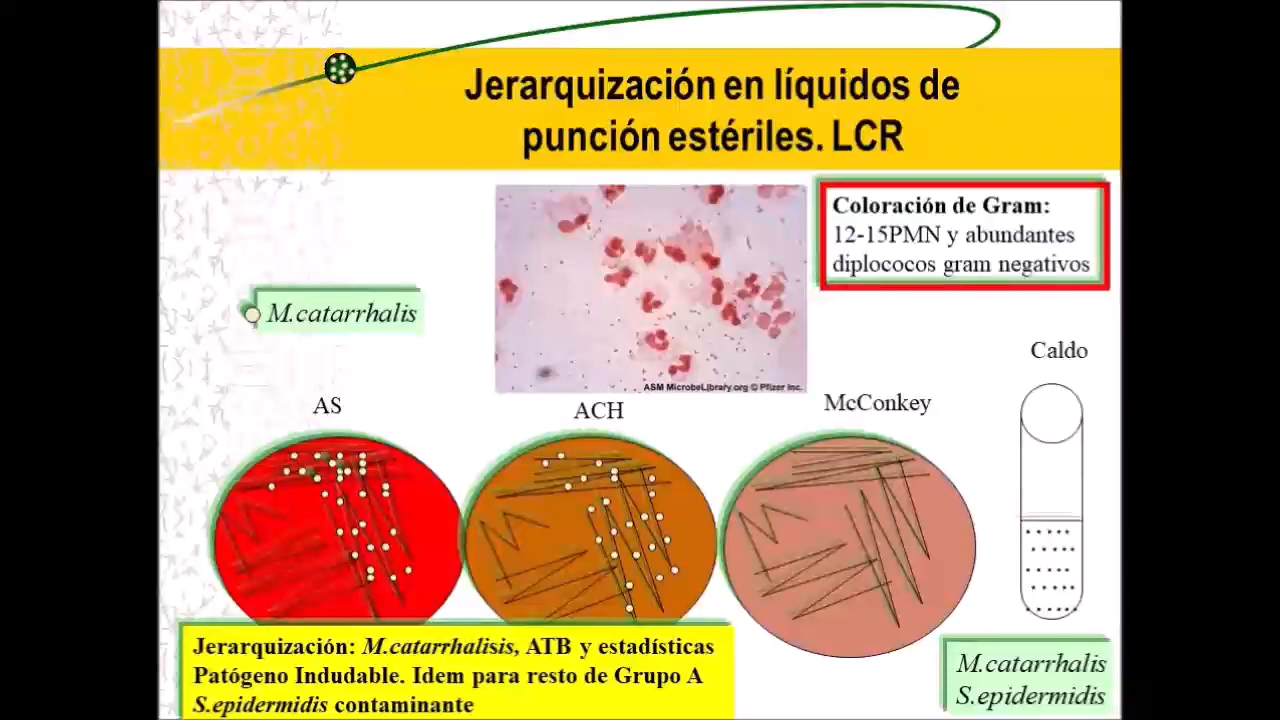 Jerarquización en líquidos de
punción estériles. LCR
Coloración de Gram:
12-15PMN y abundantes
diplococos gram negativos
M.catarrhalis
ASM MicrobeLibrary.org © Pfizer Inc.
Caldo
AS
ACH
McConkey
Jerarquización: M.catarrhalisis, ATB y estadísticas
Patógeno Indudable. Idem para resto de Grupo A
S.epidermidis contaminante
M.catarrhalis
S.epidermidis